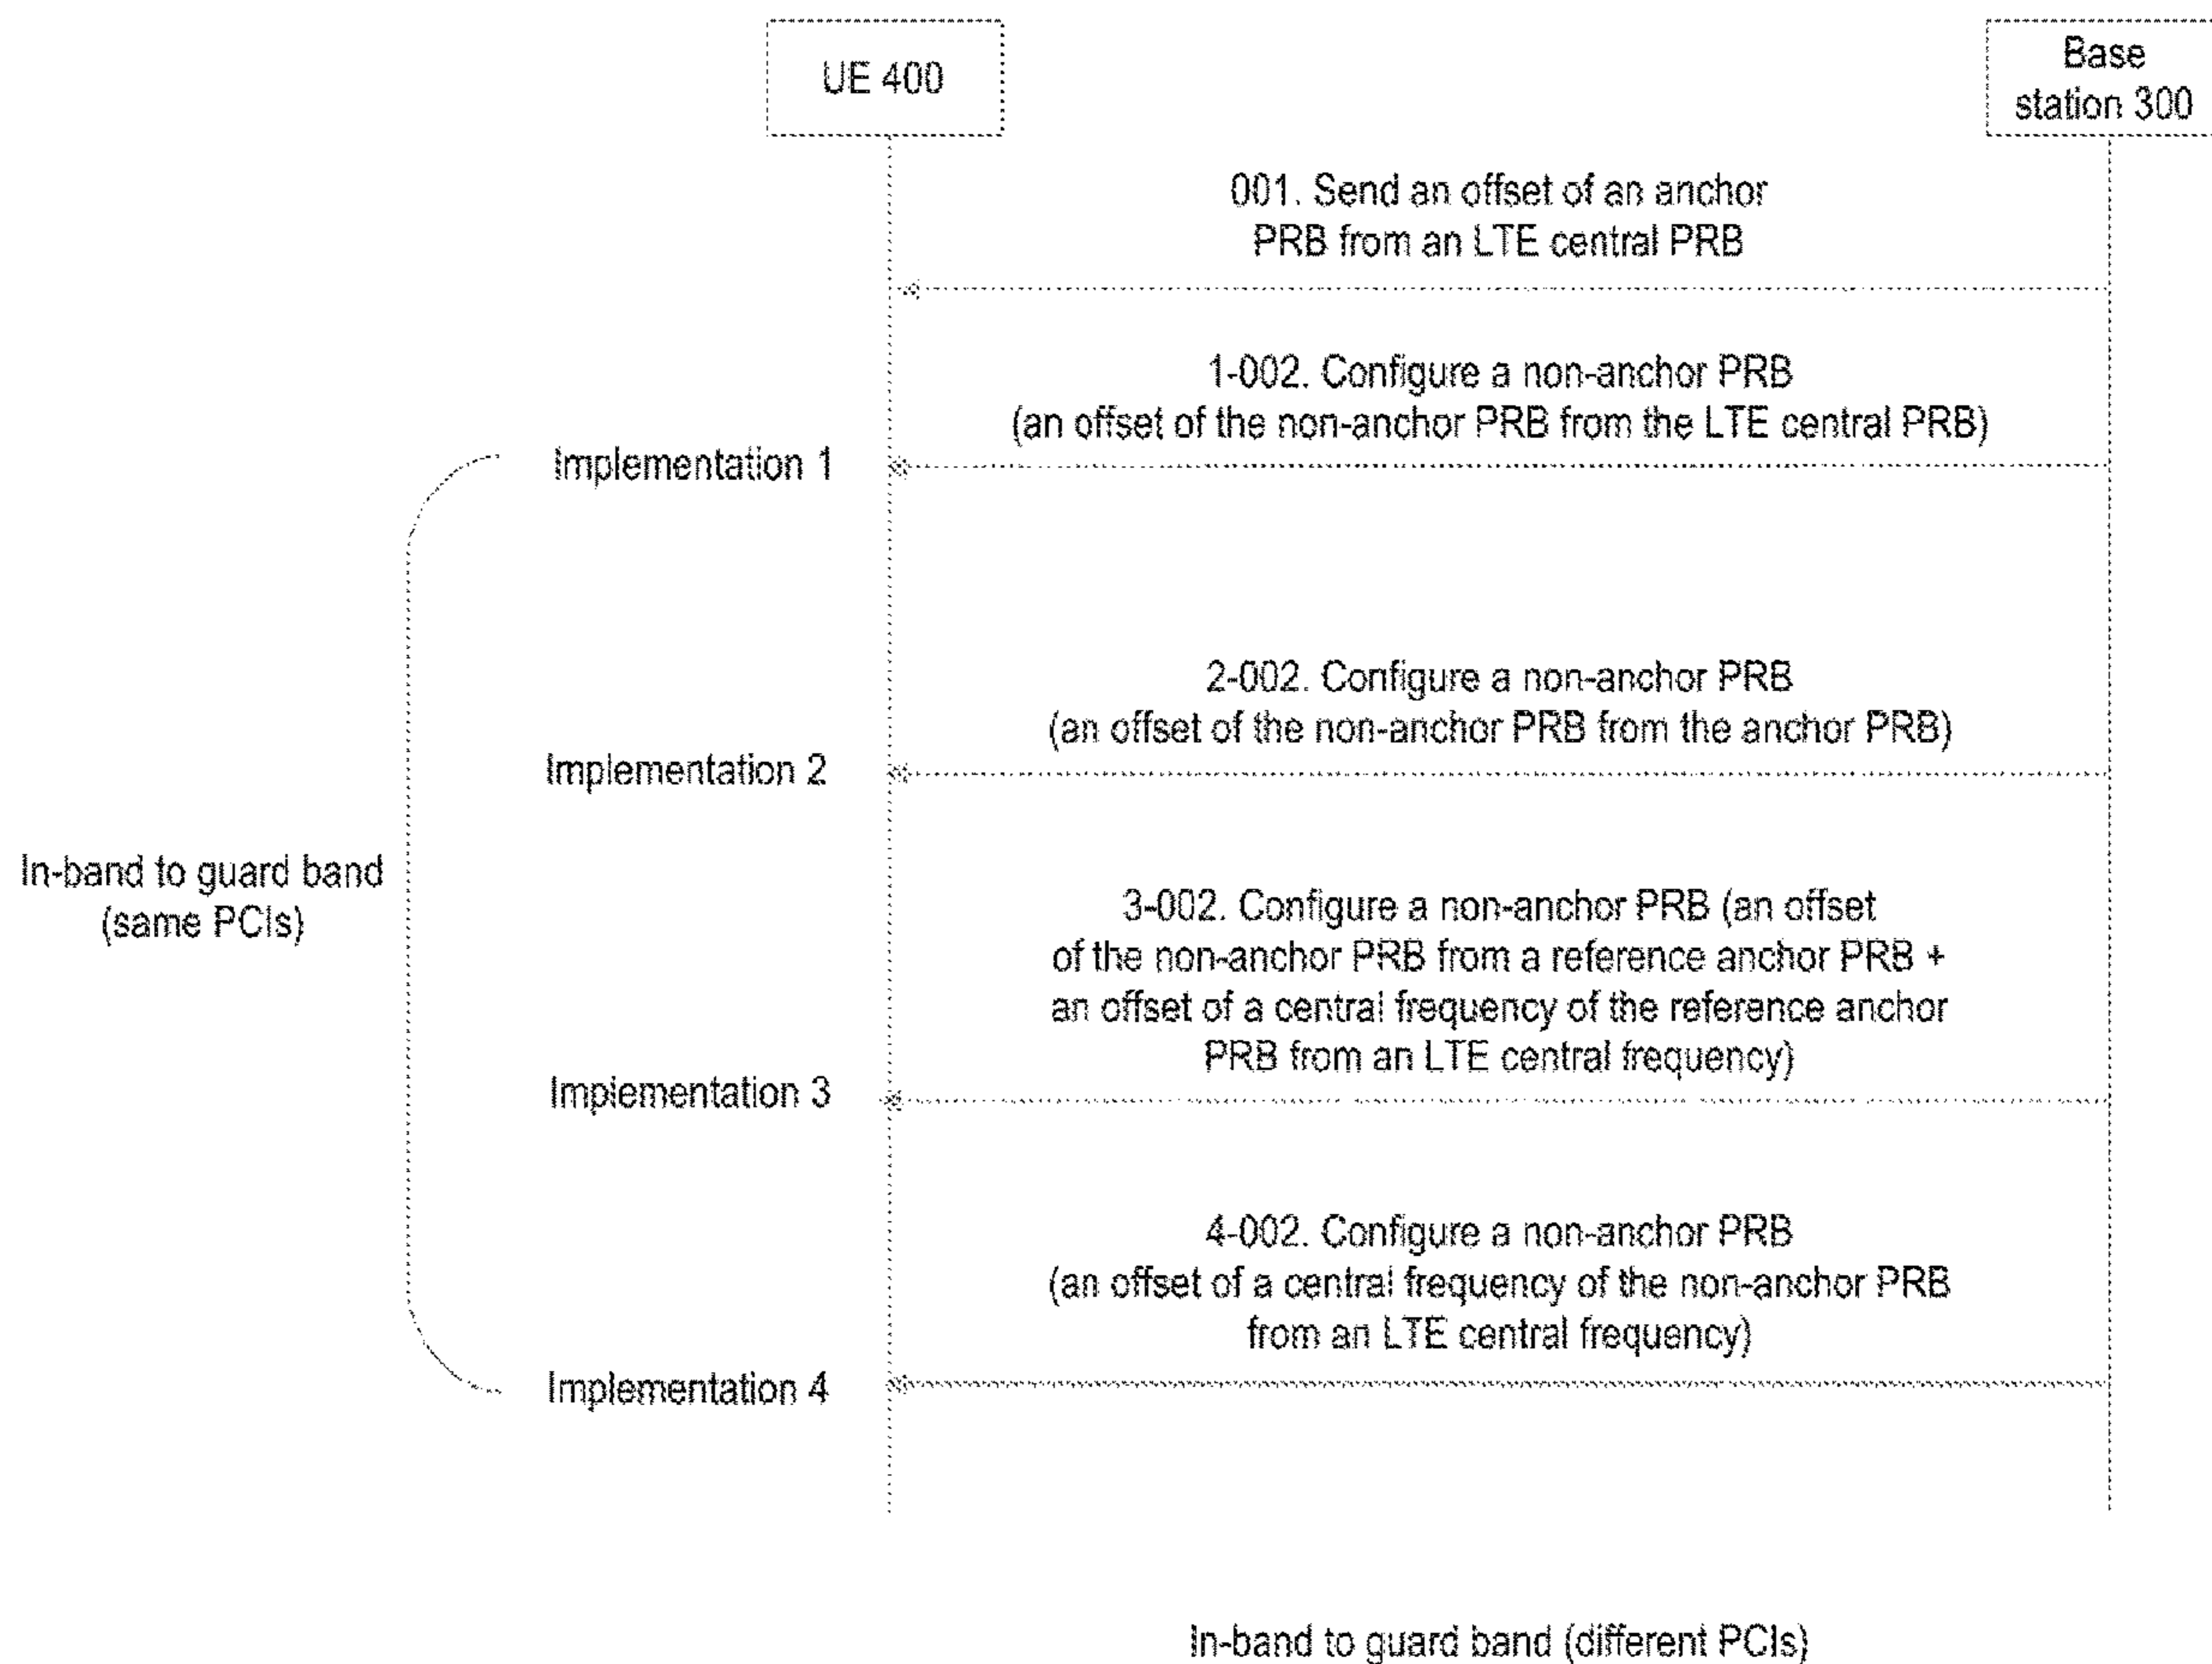 UE 400
Base
station 300
001. Send an offset of an anchor
PRB from an LTE central PRB
1-002. Configure a non-anchor PRB
(an offset of the non-anchor PRB from the LTE central PRB)
Implementation 1
2-002. Configure a non-anchor PRB
(an offset of the non-anchor PRB from the anchor PRB)
Implementation 2
In-band to guard band
(same PCIs)
3-002. Configure a non-anchor PRB (an offset
of the non-anchor PRB from a reference anchor PRB +
an offset of a central frequency of the reference anchor
PRB from an LTE central frequency)
Implementation 3
4-002. Configure a non-anchor PRB
(an offset of a central frequency of the non-anchor PRB
from an LTE central frequency)
Implementation 4
In-band to guard band (different PCIs)